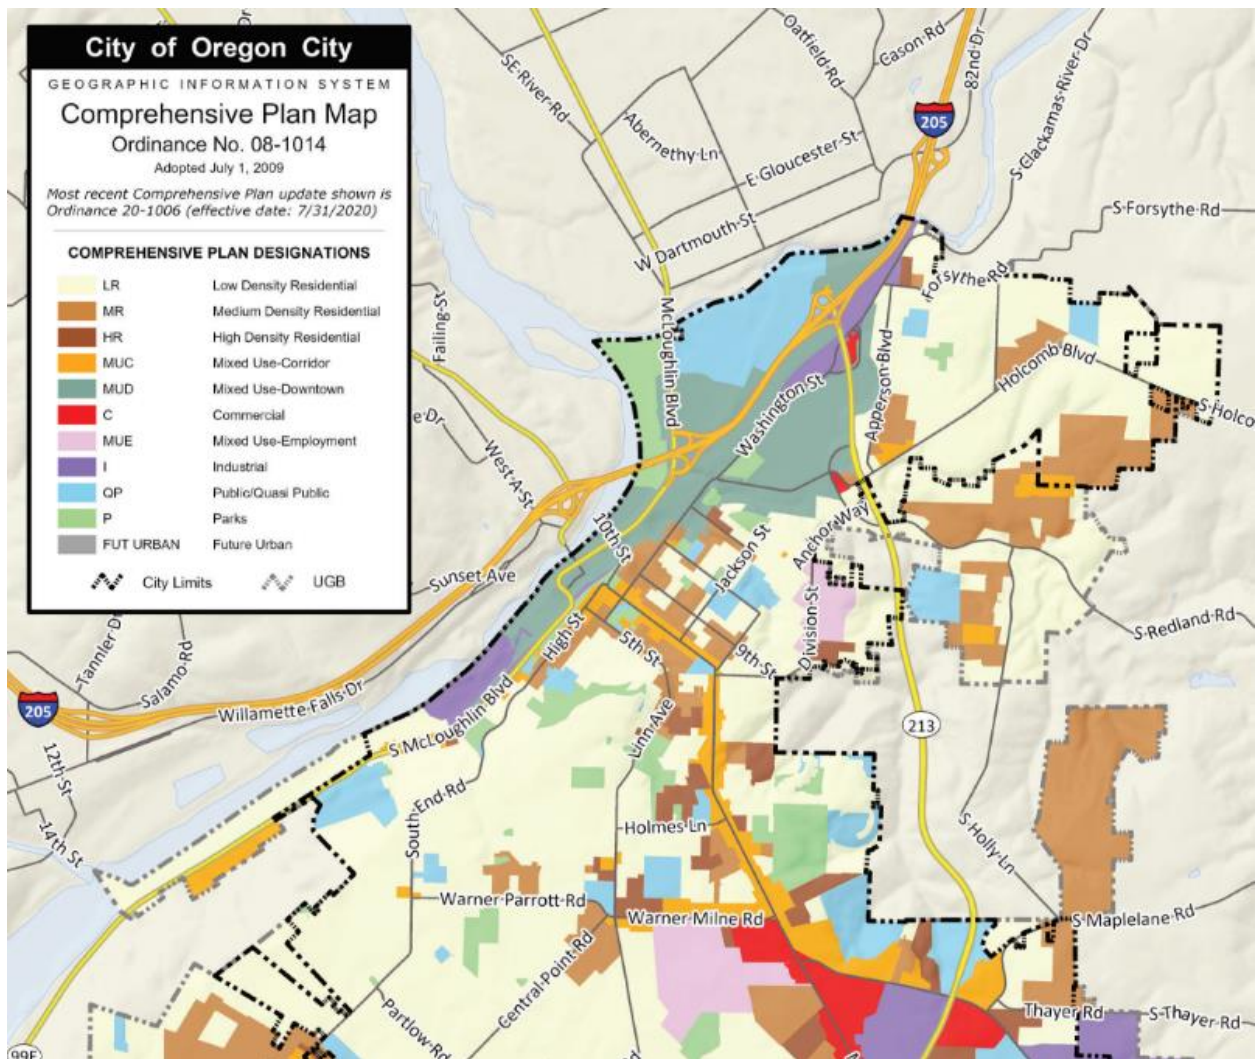 City of Oregon City
GEOGRAPHIC INFORMATION SYSTEM
Comprehensive Plan Map
Ordinance No. 08-1014
Adopted July 1, 2009
Most recent Comprehensive Plan update shown is
Ordinance 20-1006 (effective date: 7/31/2020)
COMPREHENSIVE PLAN DESIGNATIONS
LR Low Density Residential
MR Medium Density Residential
HR High Density Residential
MUC Mixed Use-Corridor
MUD Mixed Use-Downtown
C Commercial
MUE Mixed Use-Employment
I Industrial
QP Public/Quasi Public
P Parks
FUT URBAN Future Urban
City Limits UGB
Dr
SE River Rd
Oatfield Rd
Cason Rd
82nd Dr
205
Abernethy Ln
E Gloucester St
S Clackamas River Dr
S Forsythe Rd
W Dartmouth St
Forsythe Rd
Failing S
McLoughlin Blvd
Apperson Blvd
Holcomb Blvd
S Holco
Washington St
e Dr
West A St
10th St
Anchor Way
Jackson St
Sunset Ave
Division St
S Redland Rd
High St
5th St
9th St
Tannler Dr
Salamo Rd
205
Willamette Falls Dr
S McLoughlin Blvd
Linn Ave
213
12th St
14th St
South End Rd
Holmes Ln
S Holly Ln
Warner Parrott Rd
Warner Milne Rd
S Maplelane Rd
Central Point Rd
Partlow Rd
Rd
Thayer Rd
S Thayer Rd
99E